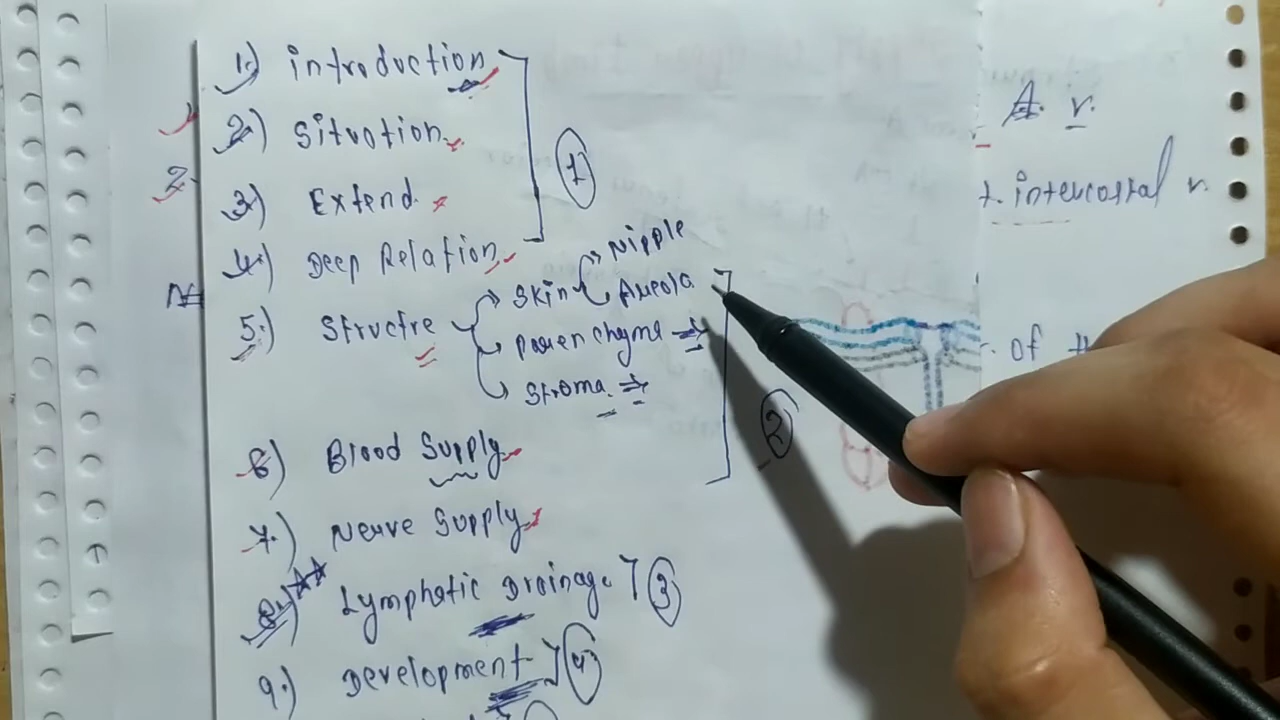 1.) introduction
2.) Situation
3.) Extend
1
4.) Deep Relation
Nipple
5.) Structre
Skin
Areola
parenchyma
Stroma
2
6.) Blood Supply
7.) Nerve Supply
8.) Lymphatic Drainage 3
9.) Development 4
A. v.
t. intercostal v.
of